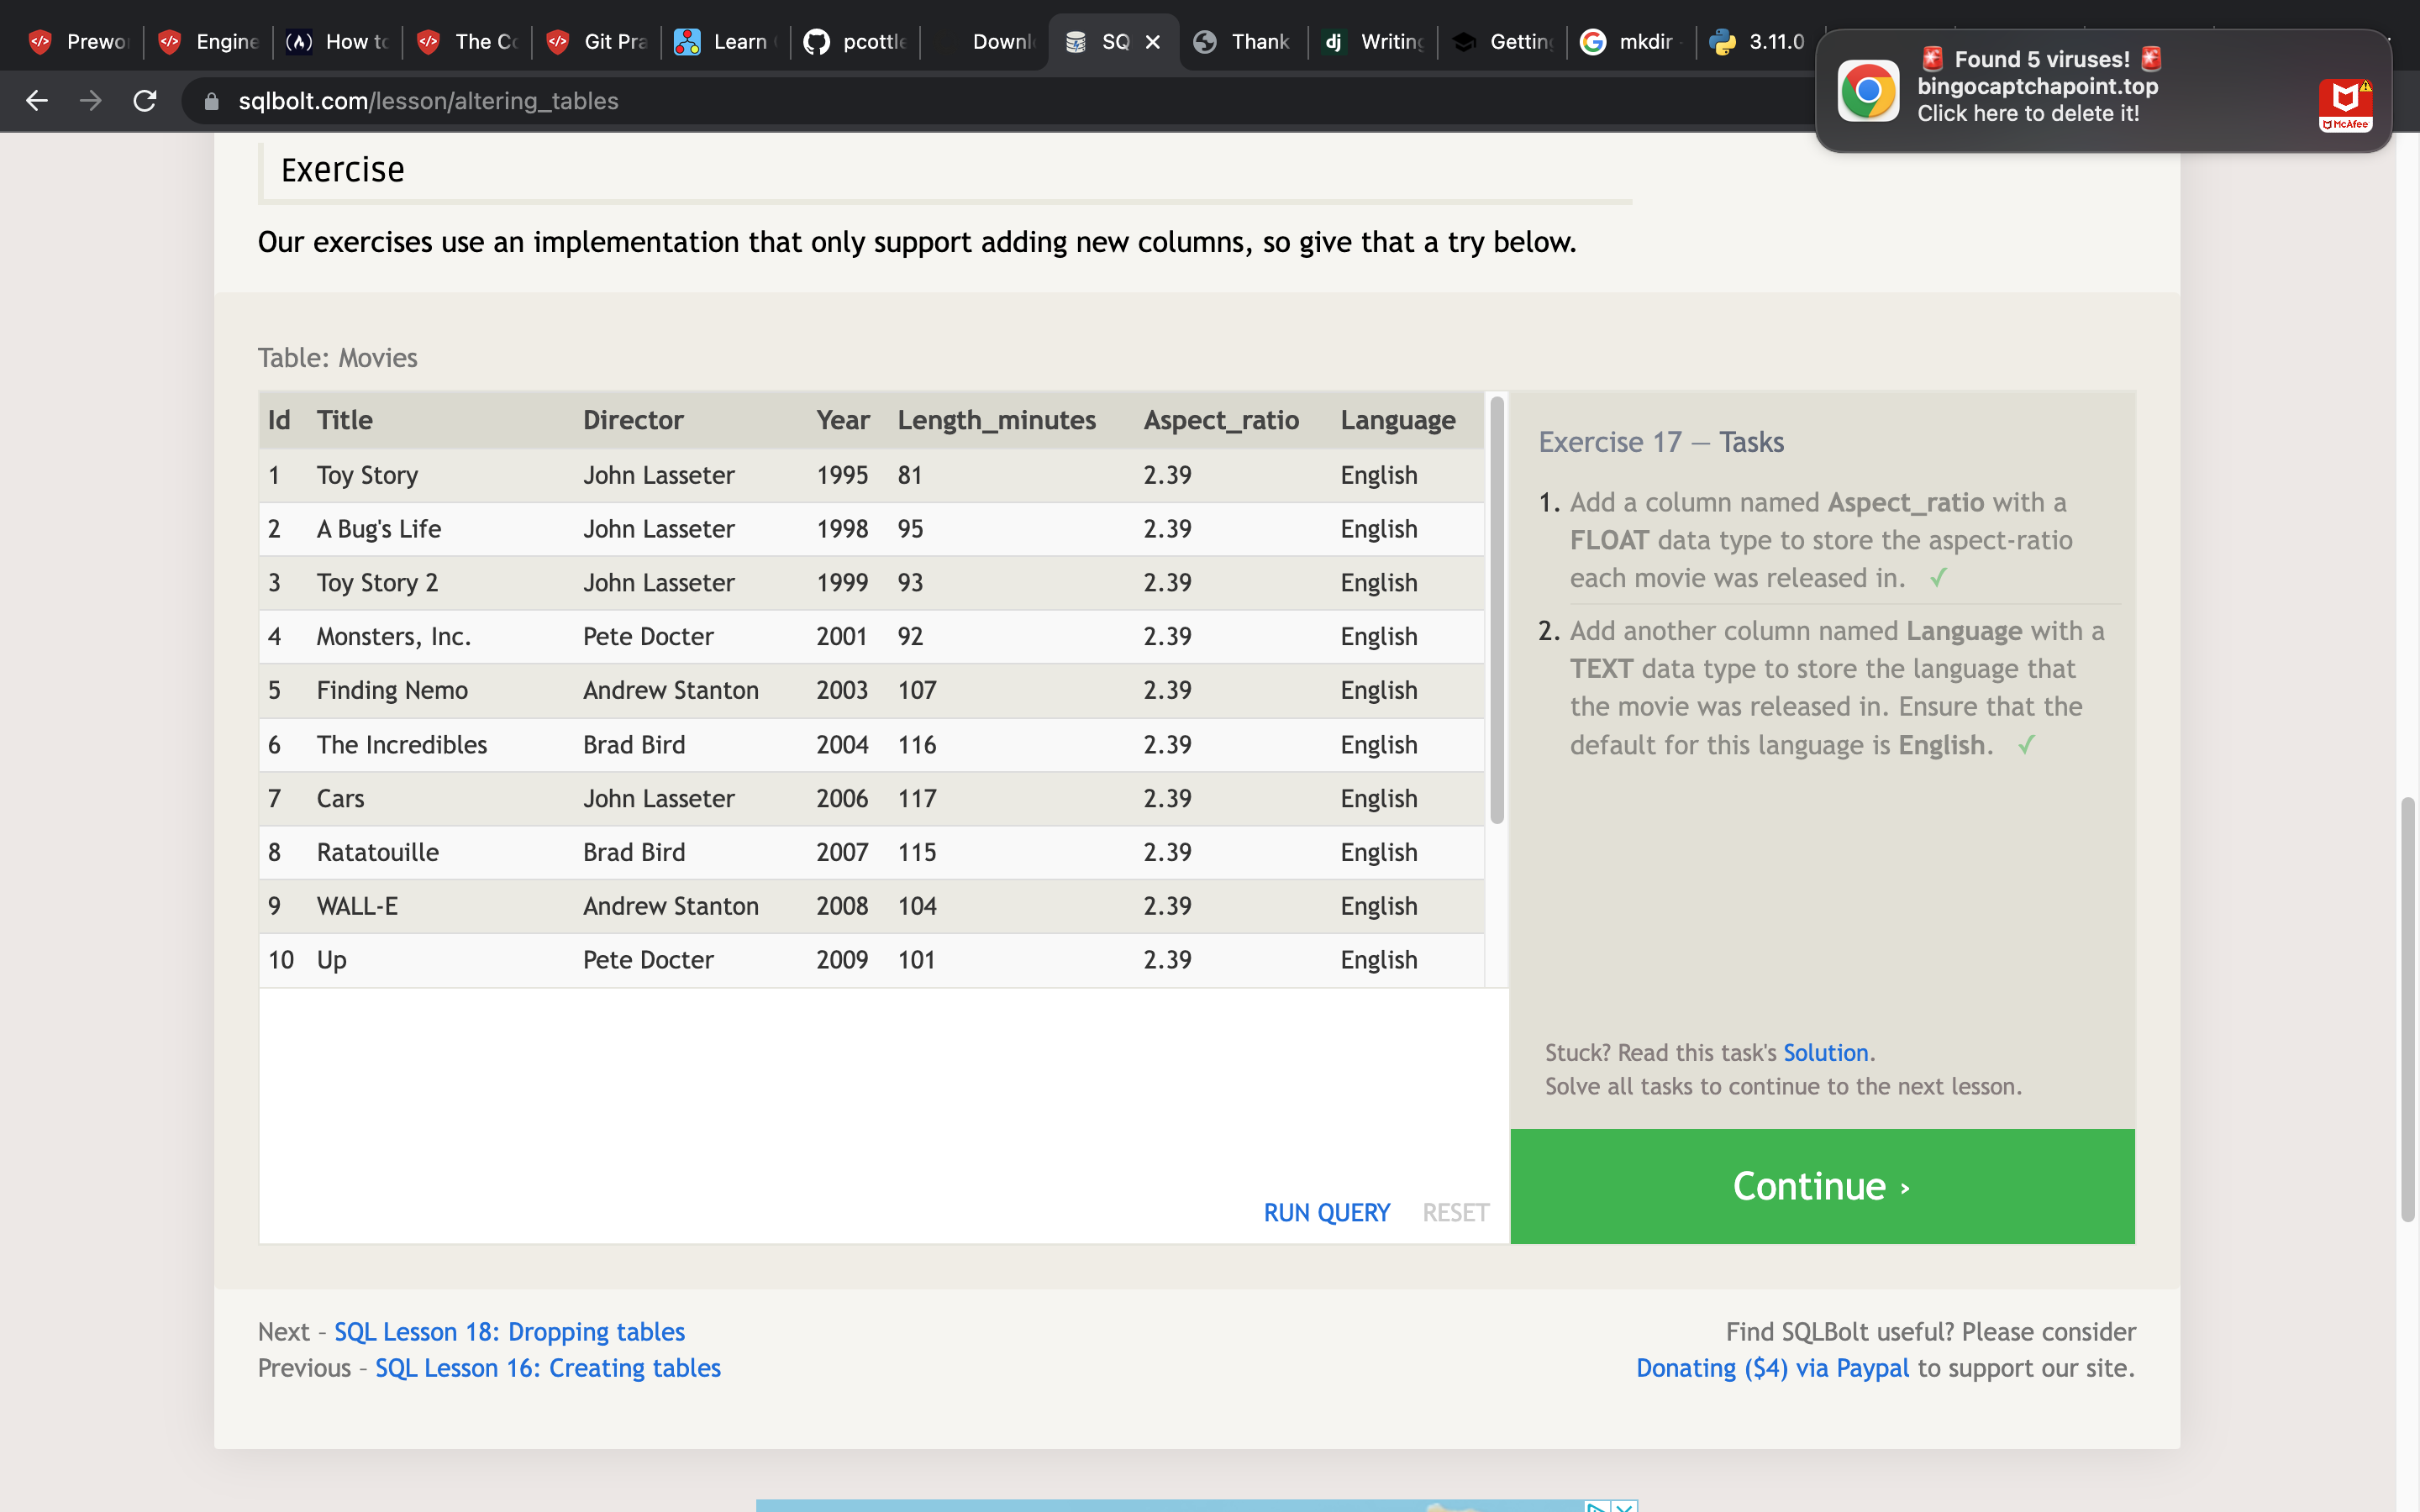 Prewo
Engine
How to
The Co
Git Pra
Learn
pcottle
Downl
SQ
Thank
Writing
Getting
mkdir
3.11.0
sqlbolt.com/lesson/altering_tables
🚨 Found 5 viruses! 🚨
bingocaptchapoint.top
Click here to delete it!
McAfee
Exercise
Our exercises use an implementation that only support adding new columns, so give that a try below.
Table: Movies
Id Title Director Year Length_minutes Aspect_ratio Language
1 Toy Story John Lasseter 1995 81 2.39 English
2 A Bug's Life John Lasseter 1998 95 2.39 English
3 Toy Story 2 John Lasseter 1999 93 2.39 English
4 Monsters, Inc. Pete Docter 2001 92 2.39 English
5 Finding Nemo Andrew Stanton 2003 107 2.39 English
6 The Incredibles Brad Bird 2004 116 2.39 English
7 Cars John Lasseter 2006 117 2.39 English
8 Ratatouille Brad Bird 2007 115 2.39 English
9 WALL-E Andrew Stanton 2008 104 2.39 English
10 Up Pete Docter 2009 101 2.39 English
RUN QUERY RESET
Exercise 17 — Tasks
1. Add a column named Aspect_ratio with a
FLOAT data type to store the aspect-ratio
each movie was released in. ✓
2. Add another column named Language with a
TEXT data type to store the language that
the movie was released in. Ensure that the
default for this language is English. ✓
Stuck? Read this task's Solution.
Solve all tasks to continue to the next lesson.
Continue ›
Next – SQL Lesson 18: Dropping tables
Previous – SQL Lesson 16: Creating tables
Find SQLBolt useful? Please consider
Donating ($4) via Paypal to support our site.